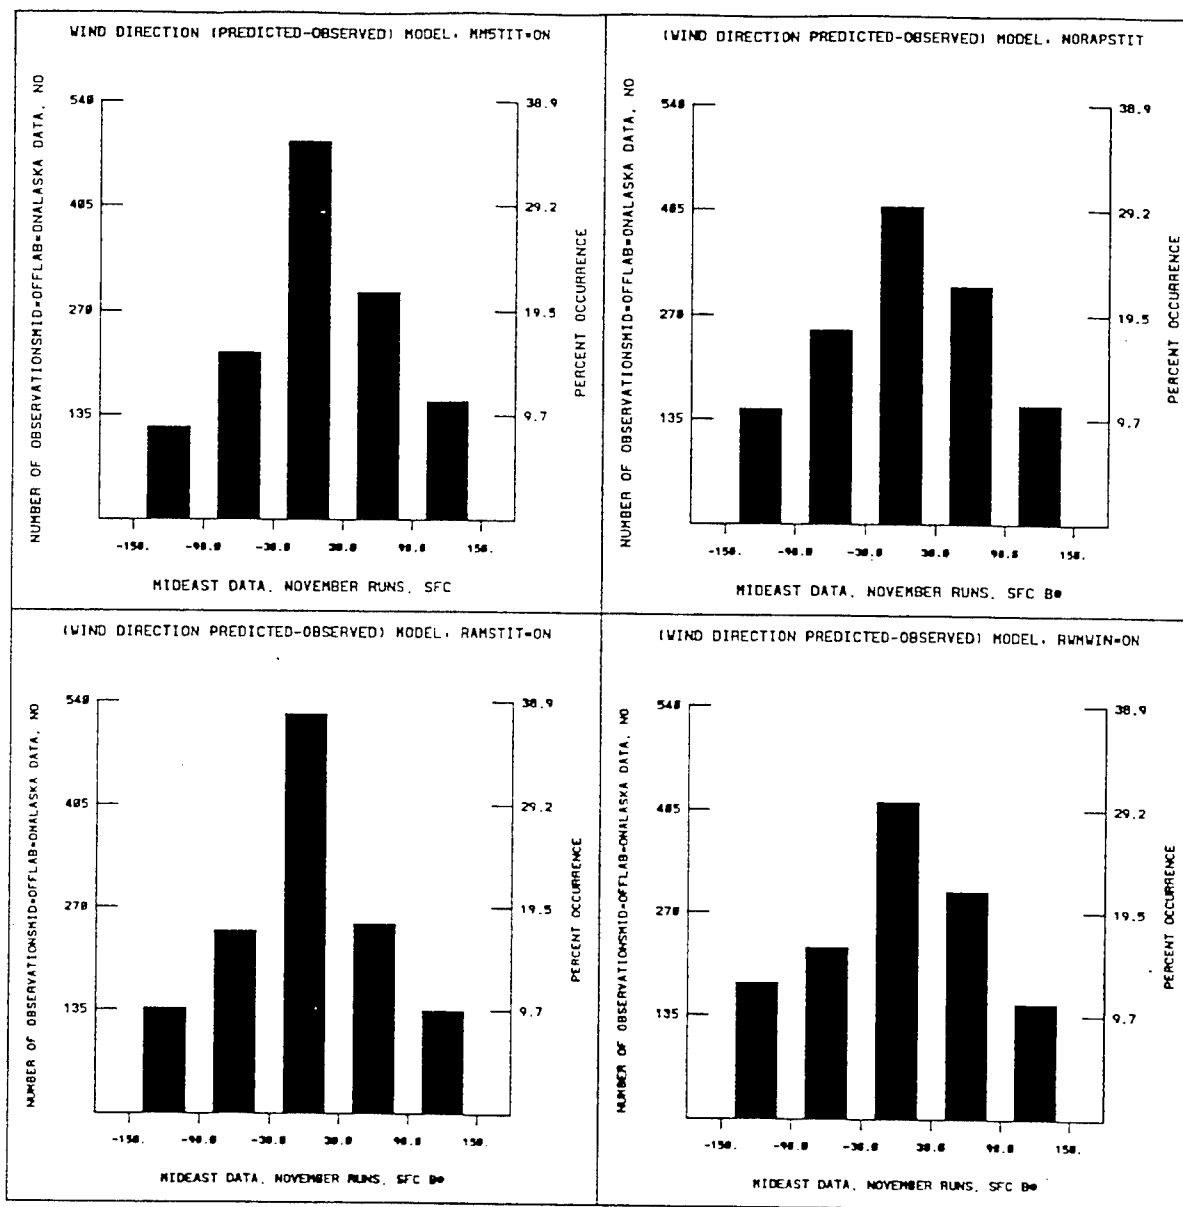 WIND DIRECTION (PREDICTED-OBSERVED) MODEL, MM5TIT=ON
NUMBER OF OBSERVATIONSMID=OFFLAB=ONALASKA DATA, NO
540
405
270
135
38.9
29.2
19.5
9.7
PERCENT OCCURRENCE
-150. -90.0 -30.0 30.0 90.0 150.
MIDEAST DATA, NOVEMBER RUNS, SFC
(WIND DIRECTION PREDICTED-OBSERVED) MODEL, NORAPSTIT
NUMBER OF OBSERVATIONSMID=OFFLAB=ONALASKA DATA, NO
540
405
270
135
38.9
29.2
19.5
9.7
PERCENT OCCURRENCE
-150. -90.0 -30.0 30.0 90.0 150.
MIDEAST DATA, NOVEMBER RUNS, SFC
(WIND DIRECTION PREDICTED-OBSERVED) MODEL, RAMSTIT=ON
NUMBER OF OBSERVATIONSMID=OFFLAB=ONALASKA DATA, NO
540
405
270
135
38.9
29.2
19.5
9.7
PERCENT OCCURRENCE
-150. -90.0 -30.0 30.0 90.0 150.
MIDEAST DATA, NOVEMBER RUNS, SFC
(WIND DIRECTION PREDICTED-OBSERVED) MODEL, RWMWIN=ON
NUMBER OF OBSERVATIONSMID=OFFLAB=ONALASKA DATA, NO
540
405
270
135
38.9
29.2
19.5
9.7
PERCENT OCCURRENCE
-150. -90.0 -30.0 30.0 90.0 150.
MIDEAST DATA, NOVEMBER RUNS, SFC